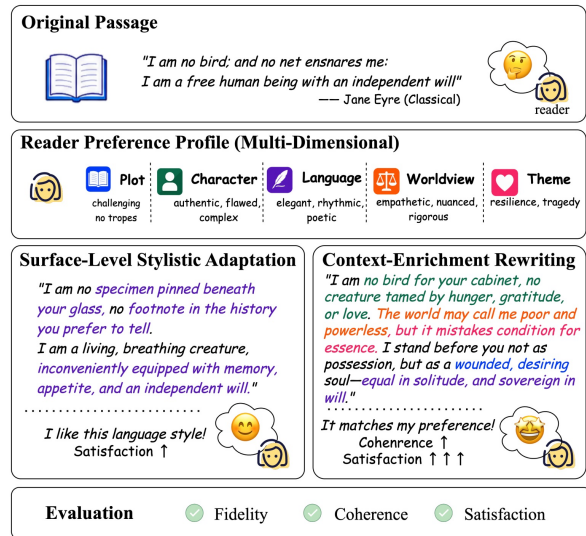 Original Passage
"I am no bird; and no net ensnares me:
I am a free human being with an independent will"
—— Jane Eyre (Classical)
reader
Reader Preference Profile (Multi-Dimensional)
Plot
challenging
no tropes
Character
authentic, flawed,
complex
Language
elegant, rhythmic,
poetic
Worldview
empathetic, nuanced,
rigorous
Theme
resilience, tragedy
Surface-Level Stylistic Adaptation
"I am no specimen pinned beneath
your glass, no footnote in the history
you prefer to tell.
I am a living, breathing creature,
inconveniently equipped with memory,
appetite, and an independent will."
I like this language style!
Satisfaction ↑
Context-Enrichment Rewriting
"I am no bird for your cabinet, no
creature tamed by hunger, gratitude,
or love. The world may call me poor and
powerless, but it mistakes condition for
essence. I stand before you not as
possession, but as a wounded, desiring
soul—equal in solitude, and sovereign in
will."
It matches my preference!
Cohenrence ↑
Satisfaction ↑ ↑ ↑
Evaluation
Fidelity
Coherence
Satisfaction